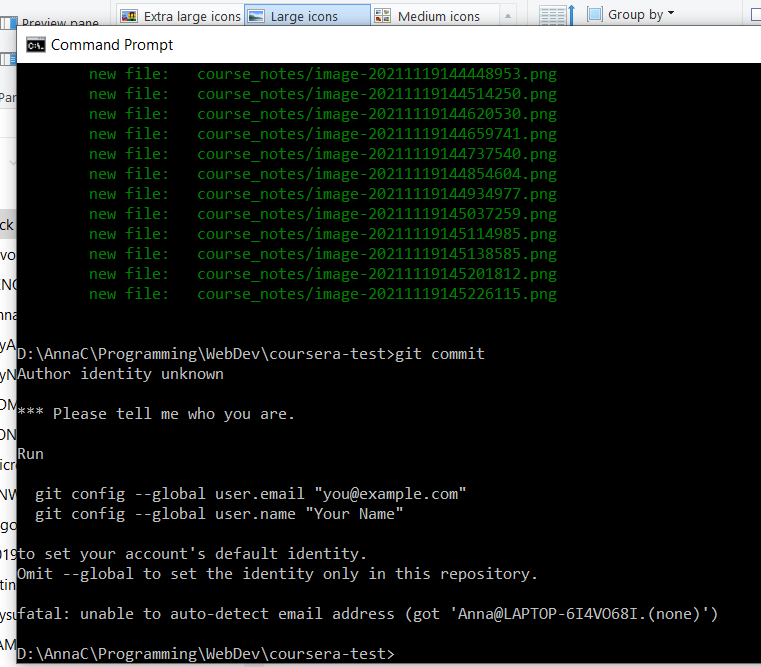 Preview pane
Extra large icons
Large icons
Medium icons
Group by
Command Prompt
new file:   course_notes/image-20211119144448953.png
new file:   course_notes/image-20211119144514250.png
new file:   course_notes/image-20211119144620530.png
new file:   course_notes/image-20211119144659741.png
new file:   course_notes/image-20211119144737540.png
new file:   course_notes/image-20211119144854604.png
new file:   course_notes/image-20211119144934977.png
new file:   course_notes/image-20211119145037259.png
new file:   course_notes/image-20211119145114985.png
new file:   course_notes/image-20211119145138585.png
new file:   course_notes/image-20211119145201812.png
new file:   course_notes/image-20211119145226115.png
D:\AnnaC\Programming\WebDev\coursera-test>git commit
Author identity unknown
*** Please tell me who you are.
Run
git config --global user.email "you@example.com"
git config --global user.name "Your Name"
to set your account's default identity.
Omit --global to set the identity only in this repository.
fatal: unable to auto-detect email address (got 'Anna@LAPTOP-6I4VO68I.(none)')
D:\AnnaC\Programming\WebDev\coursera-test>